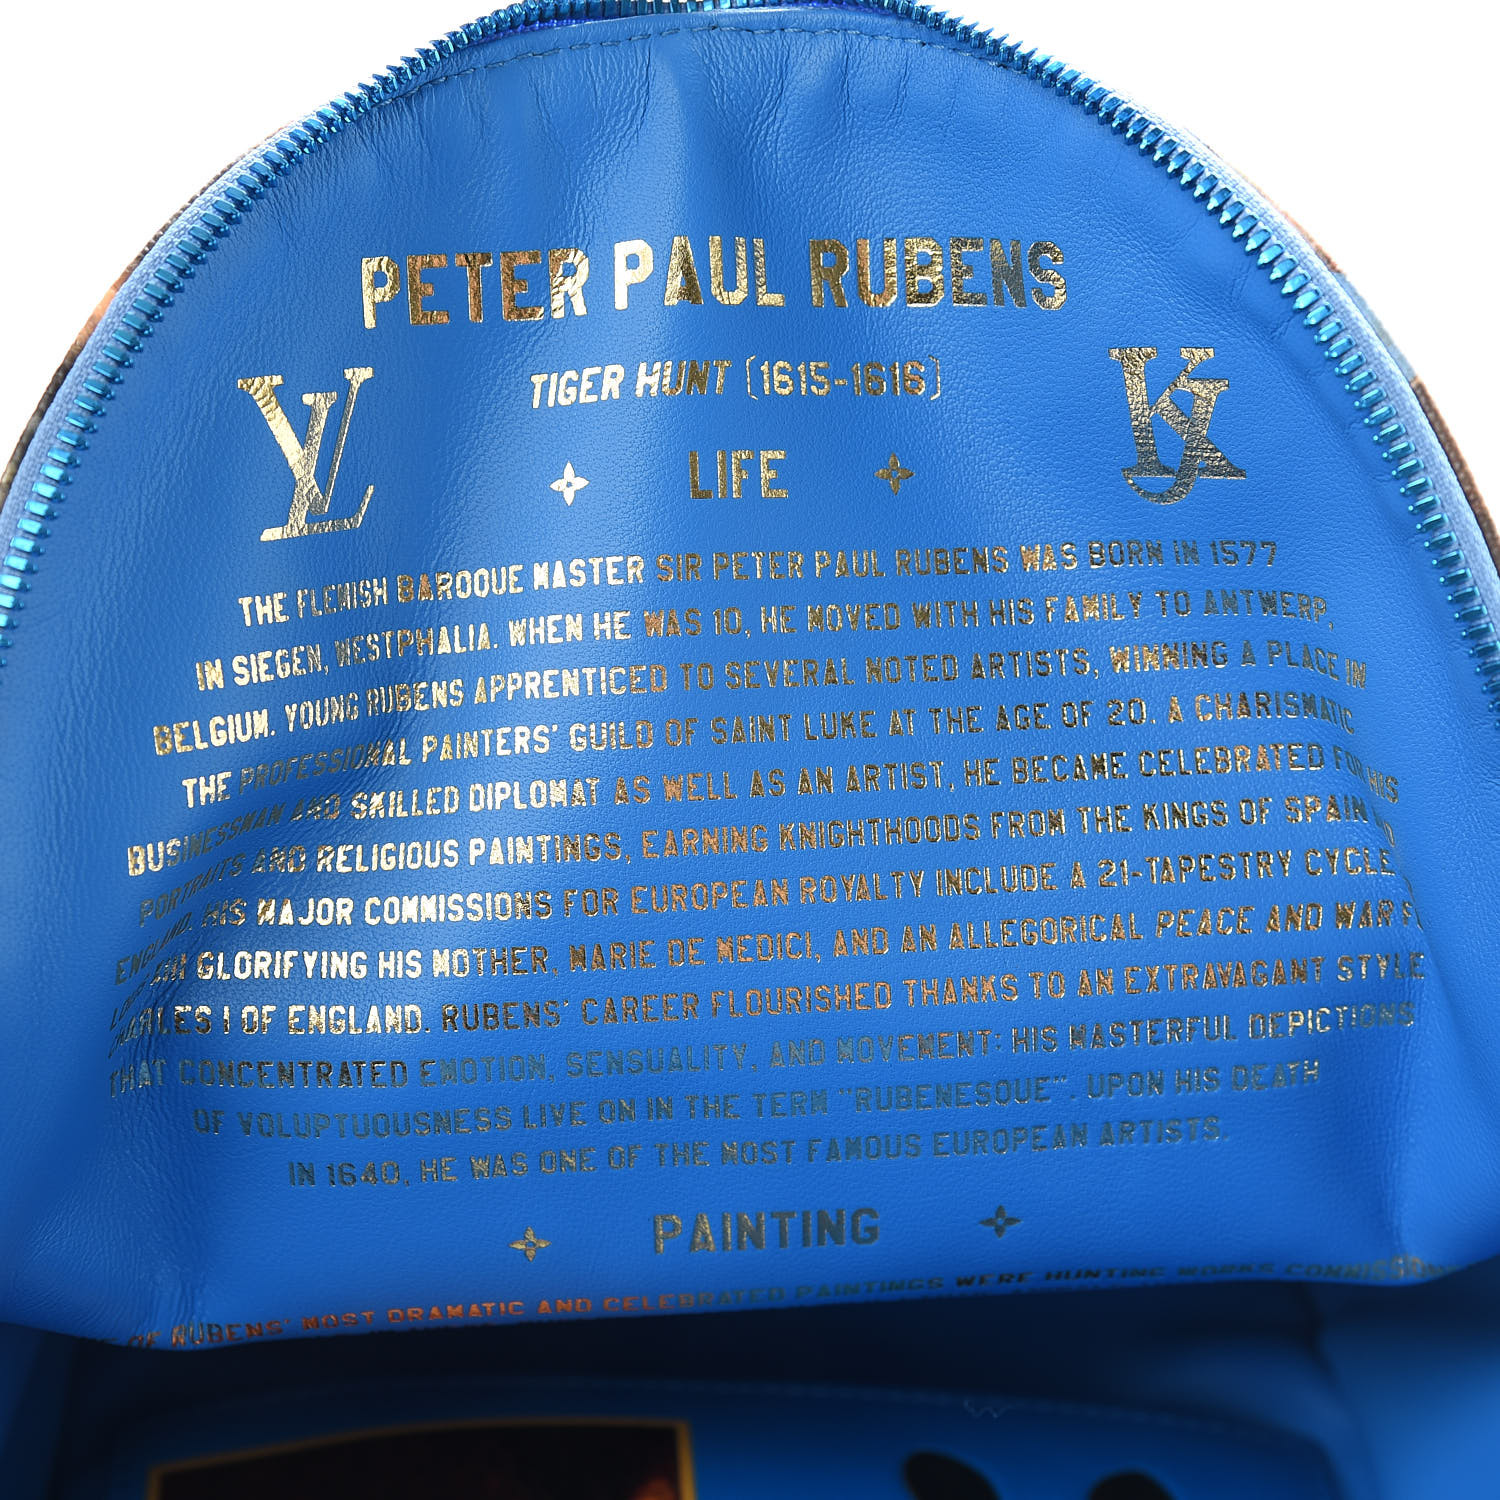 PETER PAUL RUBENS
TIGER HUNT (1615-1616)
LV
JK
LIFE
THE FLEMISH BAROQUE MASTER SIR PETER PAUL RUBENS WAS BORN IN 1577
IN SIEGEN, WESTPHALIA. WHEN HE WAS 10, HE MOVED WITH HIS FAMILY TO ANTWERP,
BELGIUM. YOUNG RUBENS APPRENTICED TO SEVERAL NOTED ARTISTS, WINNING A PLACE IN
THE PROFESSIONAL PAINTERS' GUILD OF SAINT LUKE AT THE AGE OF 20. A CHARISMATIC
BUSINESSMAN AND SKILLED DIPLOMAT AS WELL AS AN ARTIST, HE BECAME CELEBRATED FOR HIS
PORTRAITS AND RELIGIOUS PAINTINGS, EARNING KNIGHTHOODS FROM THE KINGS OF SPAIN
ENGLAND. HIS MAJOR COMMISSIONS FOR EUROPEAN ROYALTY INCLUDE A 21-TAPESTRY CYCLE
GLORIFYING HIS MOTHER, MARIE DE MEDICI, AND AN ALLEGORICAL PEACE AND WAR
CHARLES I OF ENGLAND. RUBENS' CAREER FLOURISHED THANKS TO AN EXTRAVAGANT STYLE
THAT CONCENTRATED EMOTION, SENSUALITY, AND MOVEMENT: HIS MASTERFUL DEPICTIONS
OF VOLUPTUOUSNESS LIVE ON IN THE TERM "RUBENESQUE". UPON HIS DEATH
IN 1640, HE WAS ONE OF THE MOST FAMOUS EUROPEAN ARTISTS.
PAINTING
OF RUBENS' MOST DRAMATIC AND CELEBRATED PAINTINGS WERE HUNTING WORKS